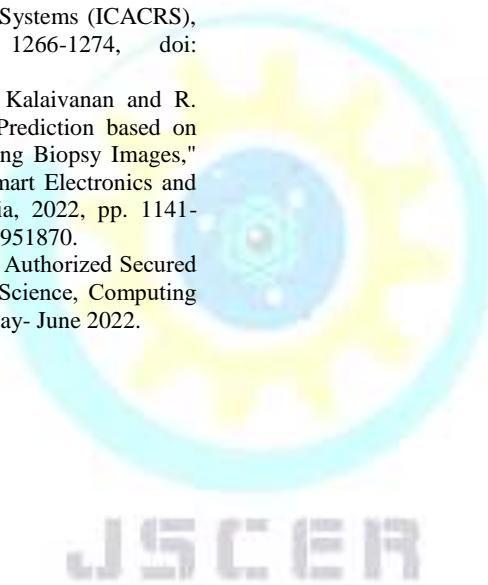 Systems (ICACRS),
1266-1274, doi:
Kalaivanan and R.
Prediction based on
ng Biopsy Images,"
mart Electronics and
ia, 2022, pp. 1141-
951870.
Authorized Secured
Science, Computing
ay- June 2022.
JSCER